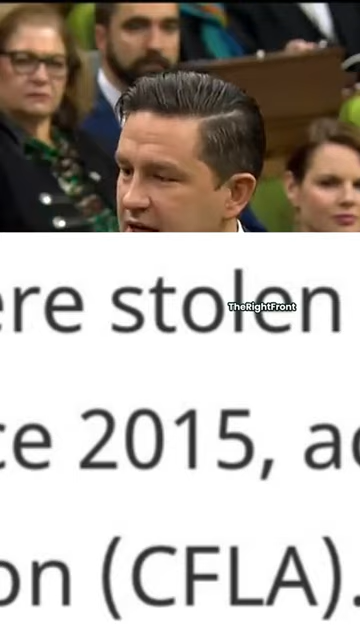 ere stolen
TheRightFront
ce 2015, ac
on (CFLA).